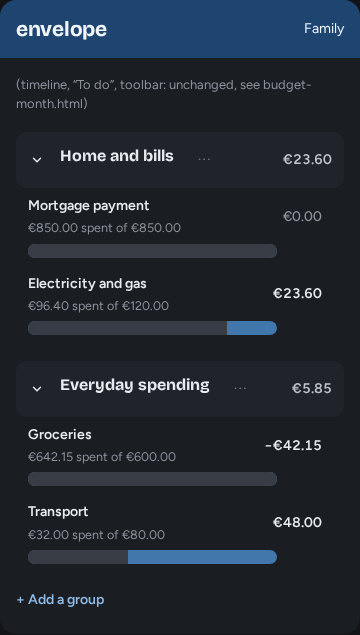 envelope
Family
(timeline, “To do”, toolbar: unchanged, see budget-
month.html)
Home and bills ... €23.60
Mortgage payment
€0.00
€850.00 spent of €850.00
Electricity and gas
€23.60
€96.40 spent of €120.00
Everyday spending ... €5.85
Groceries
-€42.15
€642.15 spent of €600.00
Transport
€48.00
€32.00 spent of €80.00
+ Add a group